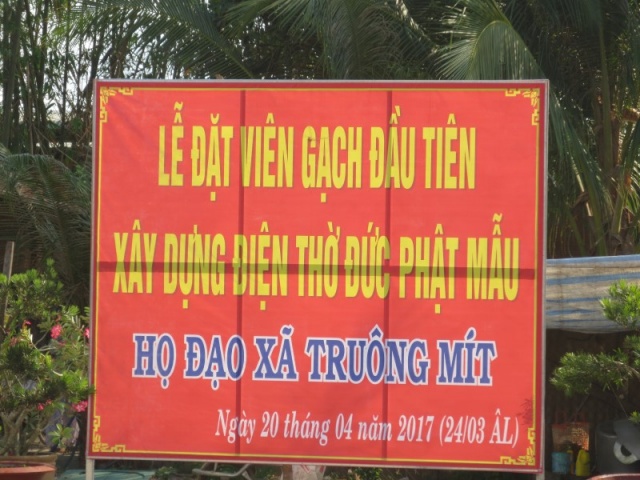 LỄ ĐẶT VIÊN GẠCH ĐẦU TIÊN
XÂY DỰNG ĐIỆN THỜ ĐỨC PHẬT MẪU
HỌ ĐẠO XÃ TRUÔNG MÍT
Ngày 20 tháng 04 năm 2017 (24/03 ÂL)